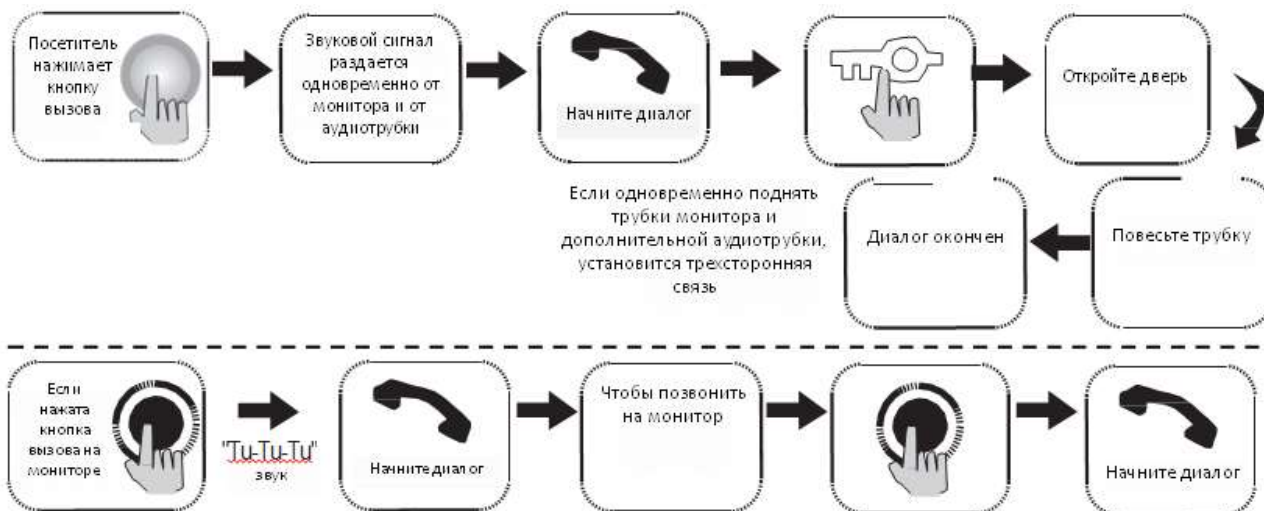 Посетитель
нажимает
кнопку
вызова
Звуковой сигнал
раздается
одновременно от
монитора и от
аудиотрубки
Начните диалог
Откройте дверь
Если одновременно поднять
трубки монитора и
дополнительной аудиотрубки,
установится трехсторонняя
связь
Диалог окончен
Повесьте трубку
Если
нажата
кнопка
вызова на
мониторе
"Tu-Tu-Tu"
звук
Начните диалог
Чтобы позвонить
на монитор
Начните диалог